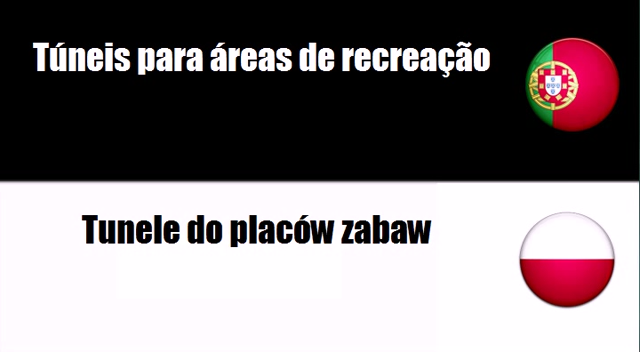 Túneis para áreas de recreação
Tunele do placów zabaw